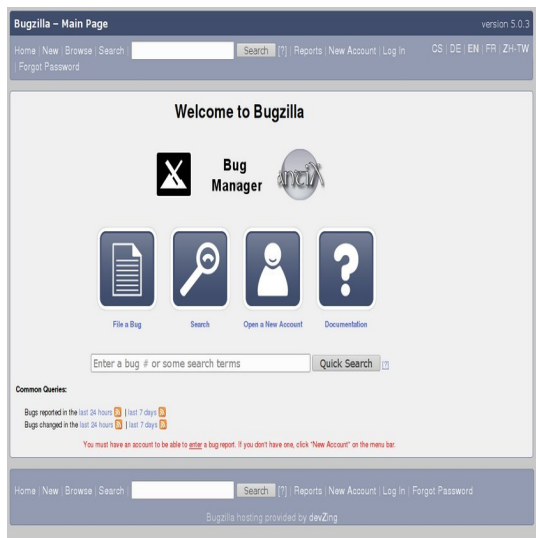 Bugzilla – Main Page
version 5.0.3
Home | New | Browse | Search | Search [?] | Reports | New Account | Log In
| Forgot Password
CS | DE | EN | FR | ZH-TW
Welcome to Bugzilla
Bug
Manager
antiX
File a Bug
Search
Open a New Account
Documentation
Enter a bug # or some search terms
Quick Search
[?]
Common Queries:
Bugs reported in the last 24 hours | last 7 days
Bugs changed in the last 24 hours | last 7 days
You must have an account to be able to enter a bug report. If you don't have one, click "New Account" on the menu bar.
Home | New | Browse | Search | Search [?] | Reports | New Account | Log In | Forgot Password
Bugzilla hosting provided by devZing